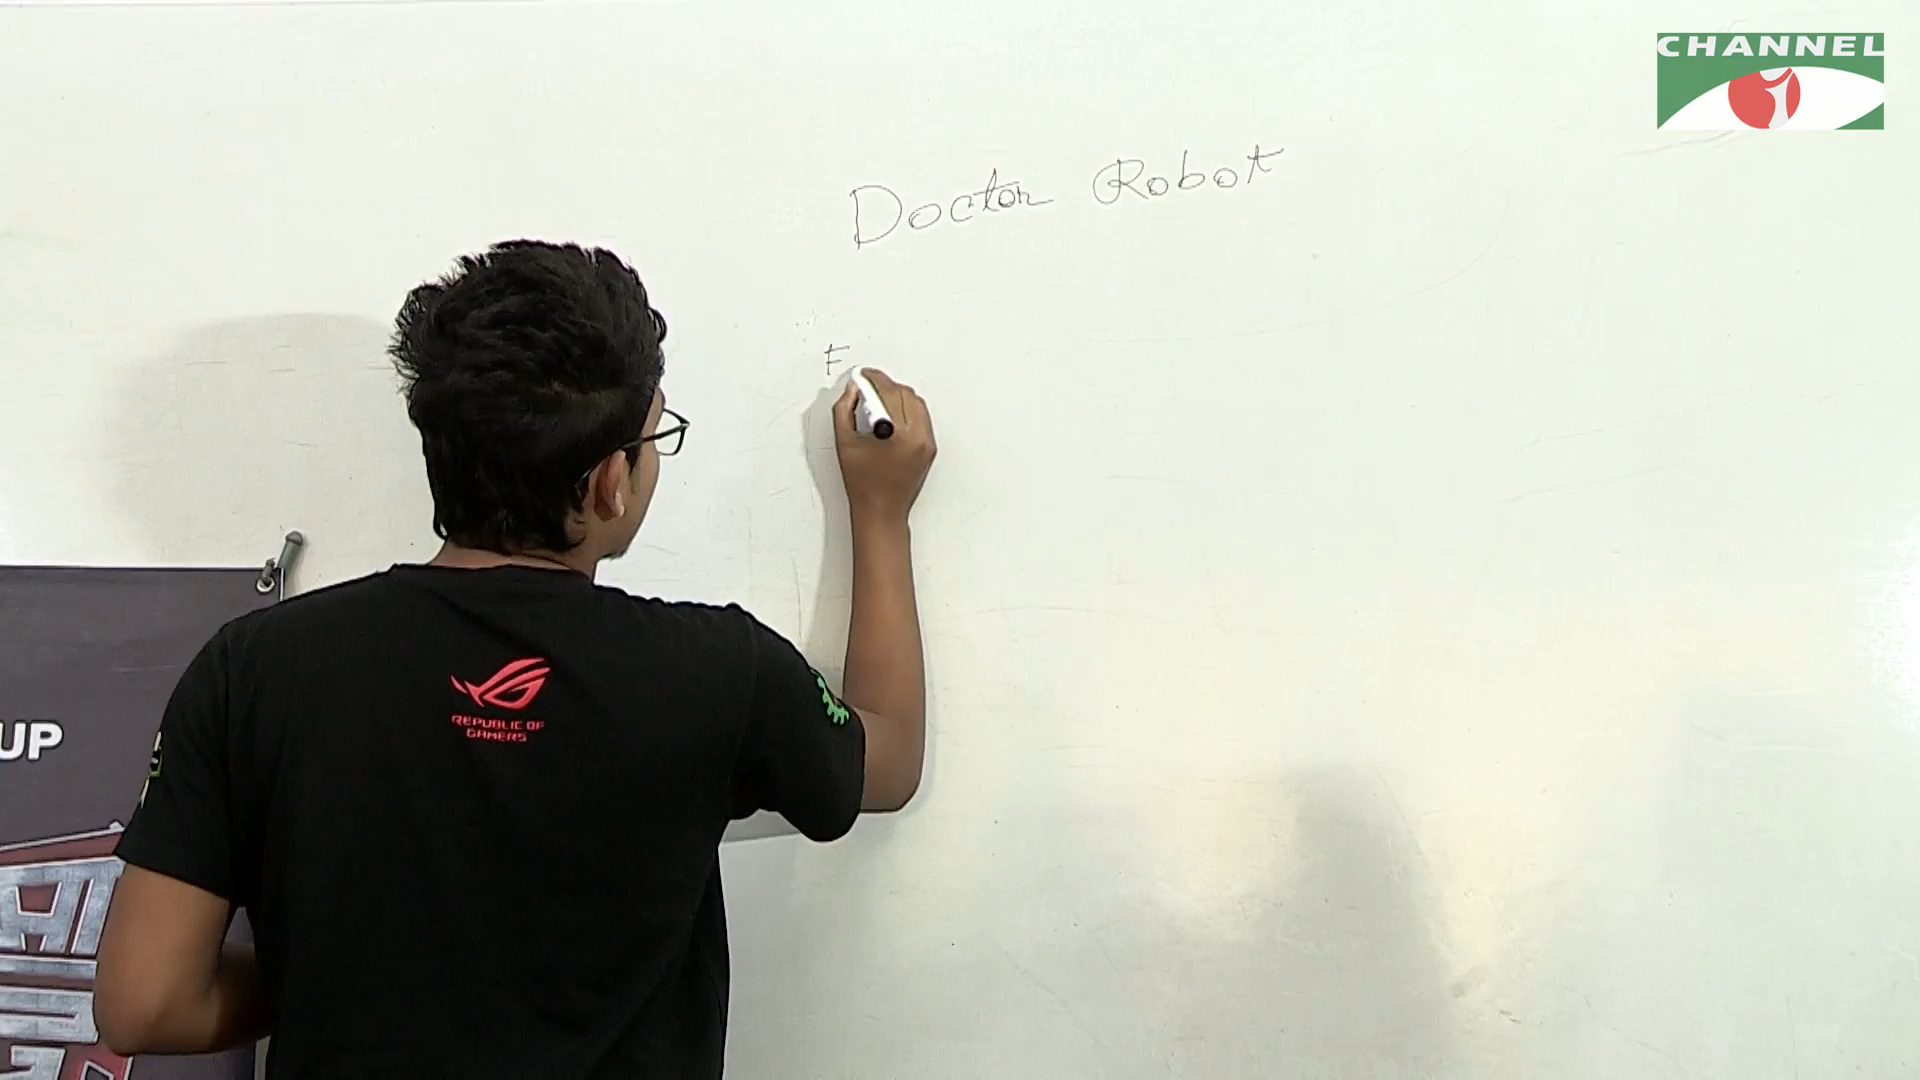 CHANNEL i
Doctor Robot
F
REPUBLIC OF
GAMERS
UP